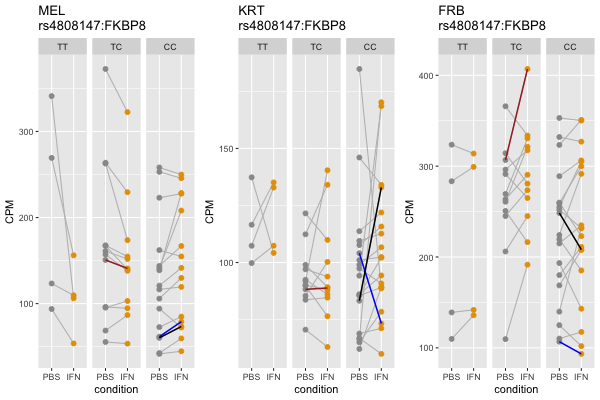 MEL
rs4808147:FKBP8
TT TC CC
CPM
300
200
100
PBS IFN PBS IFN PBS IFN
condition
KRT
rs4808147:FKBP8
TT TC CC
CPM
150
100
PBS IFN PBS IFN PBS IFN
condition
FRB
rs4808147:FKBP8
TT TC CC
CPM
400
300
200
100
PBS IFN PBS IFN PBS IFN
condition